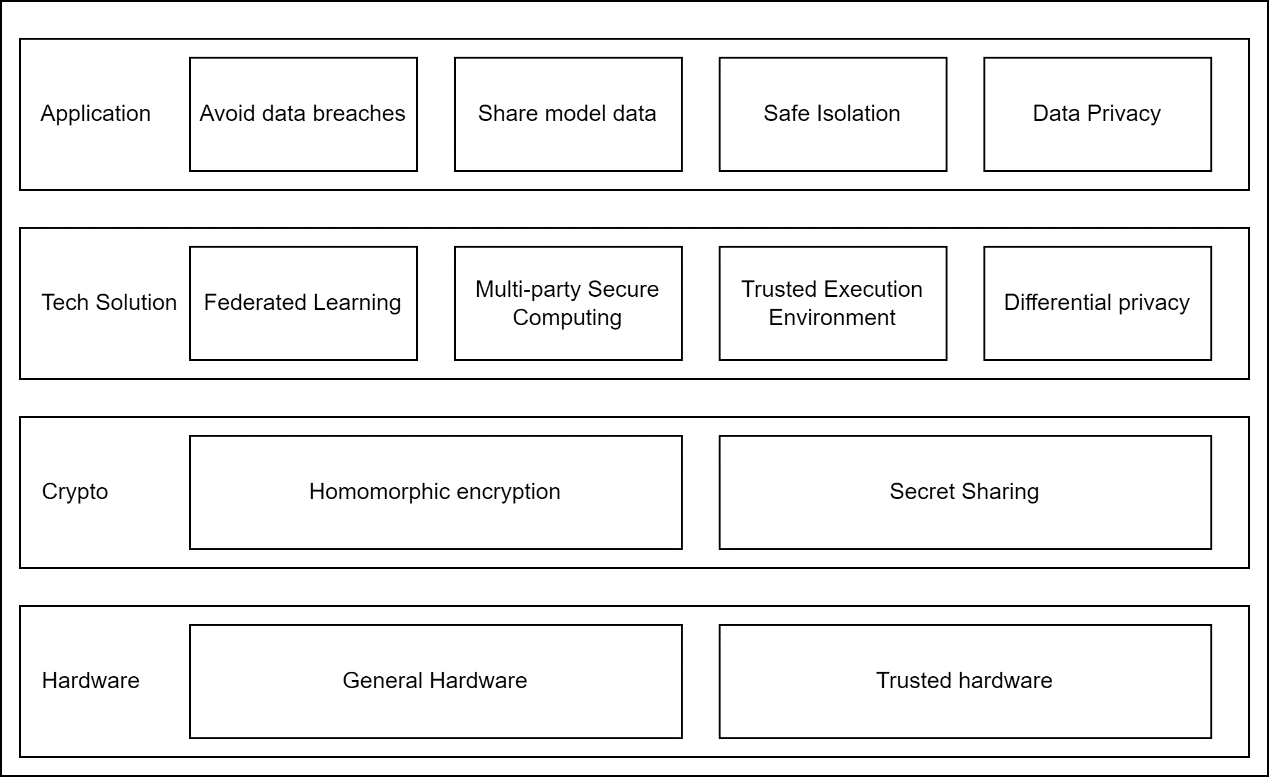 Application
Avoid data breaches
Share model data
Safe Isolation
Data Privacy
Tech Solution
Federated Learning
Multi-party Secure
Computing
Trusted Execution
Environment
Differential privacy
Crypto
Homomorphic encryption
Secret Sharing
Hardware
General Hardware
Trusted hardware